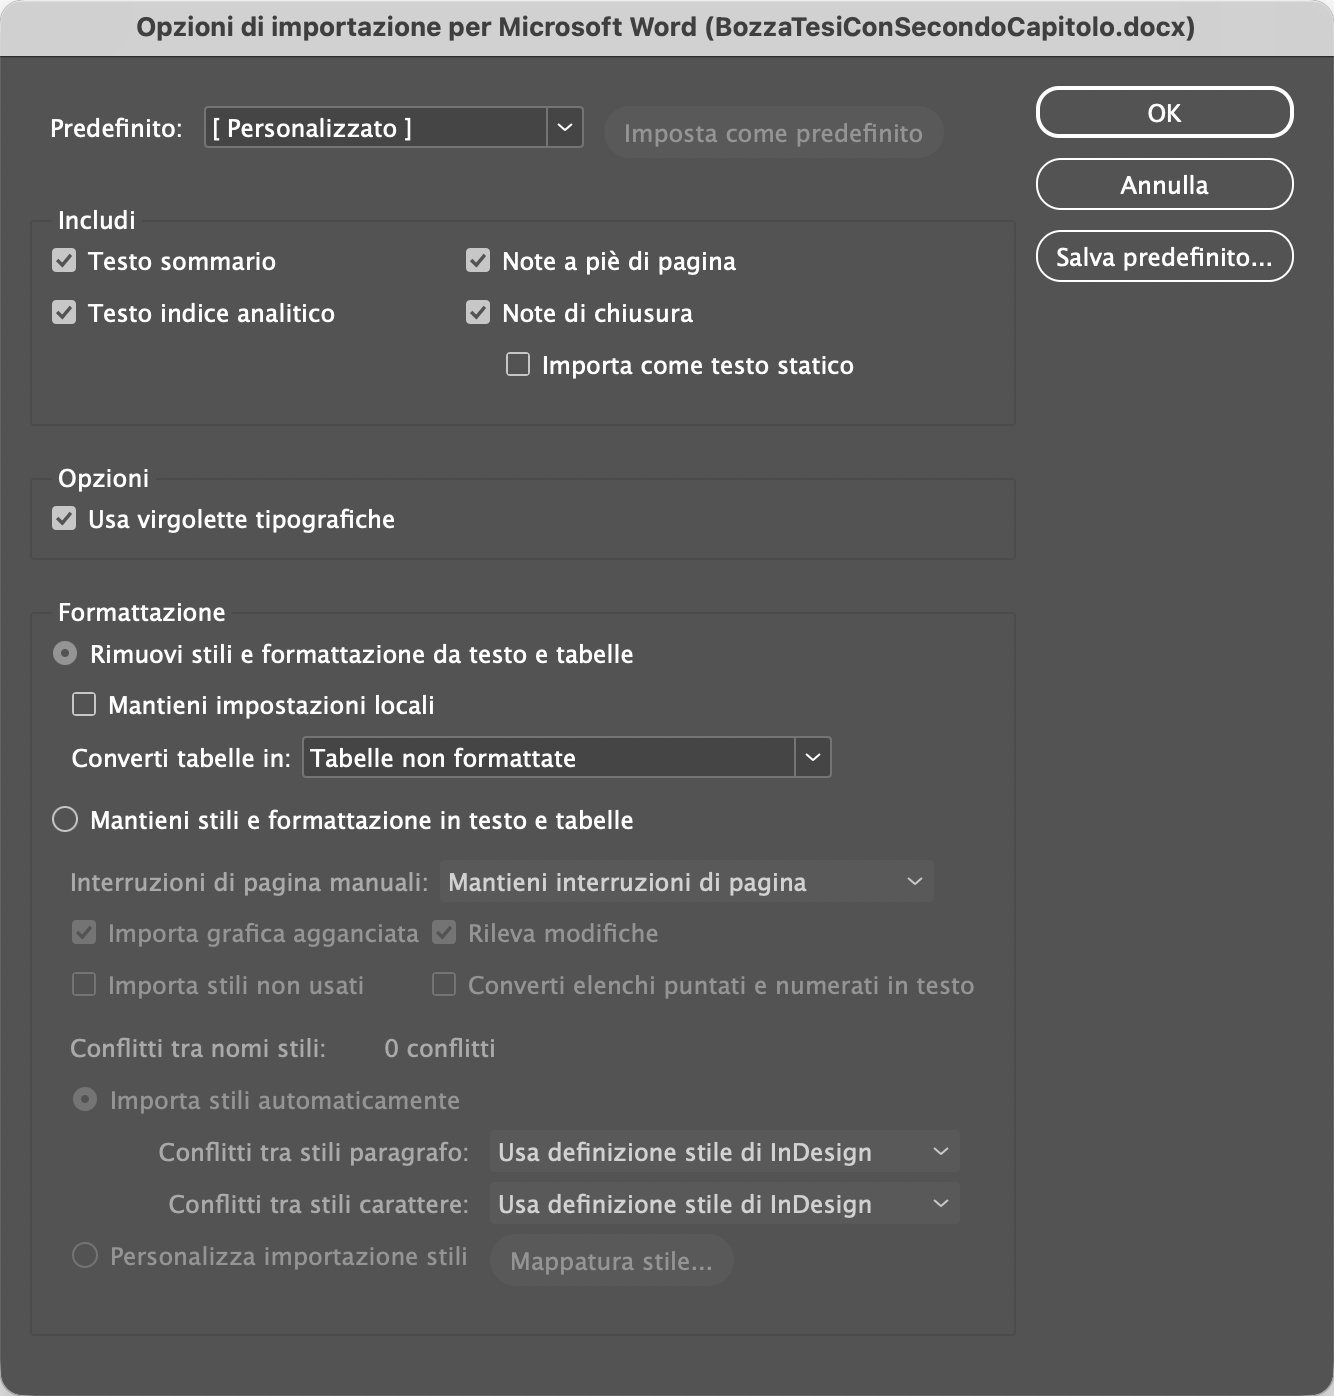 Opzioni di importazione per Microsoft Word (BozzaTesiConSecondoCapitolo.docx)
Predefinito: [ Personalizzato ] Imposta come predefinito
OK
Annulla
Salva predefinito...
Includi
Testo sommario
Note a piè di pagina
Testo indice analitico
Note di chiusura
Importa come testo statico
Opzioni
Usa virgolette tipografiche
Formattazione
Rimuovi stili e formattazione da testo e tabelle
Mantieni impostazioni locali
Converti tabelle in: Tabelle non formattate
Mantieni stili e formattazione in testo e tabelle
Interruzioni di pagina manuali: Mantieni interruzioni di pagina
Importa grafica agganciata Rileva modifiche
Importa stili non usati Converti elenchi puntati e numerati in testo
Conflitti tra nomi stili: 0 conflitti
Importa stili automaticamente
Conflitti tra stili paragrafo: Usa definizione stile di InDesign
Conflitti tra stili carattere: Usa definizione stile di InDesign
Personalizza importazione stili Mappatura stile...